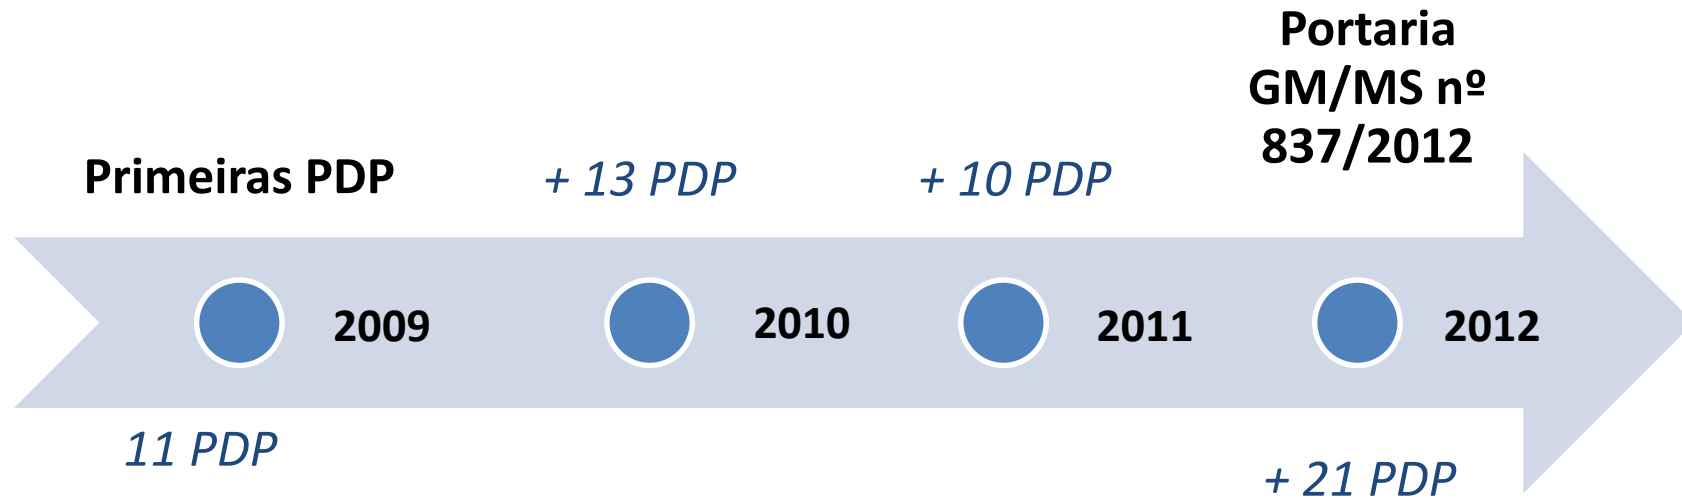 Portaria
GM/MS nº
837/2012
Primeiras PDP
+ 13 PDP
+ 10 PDP
2009
2010
2011
2012
11 PDP
+ 21 PDP